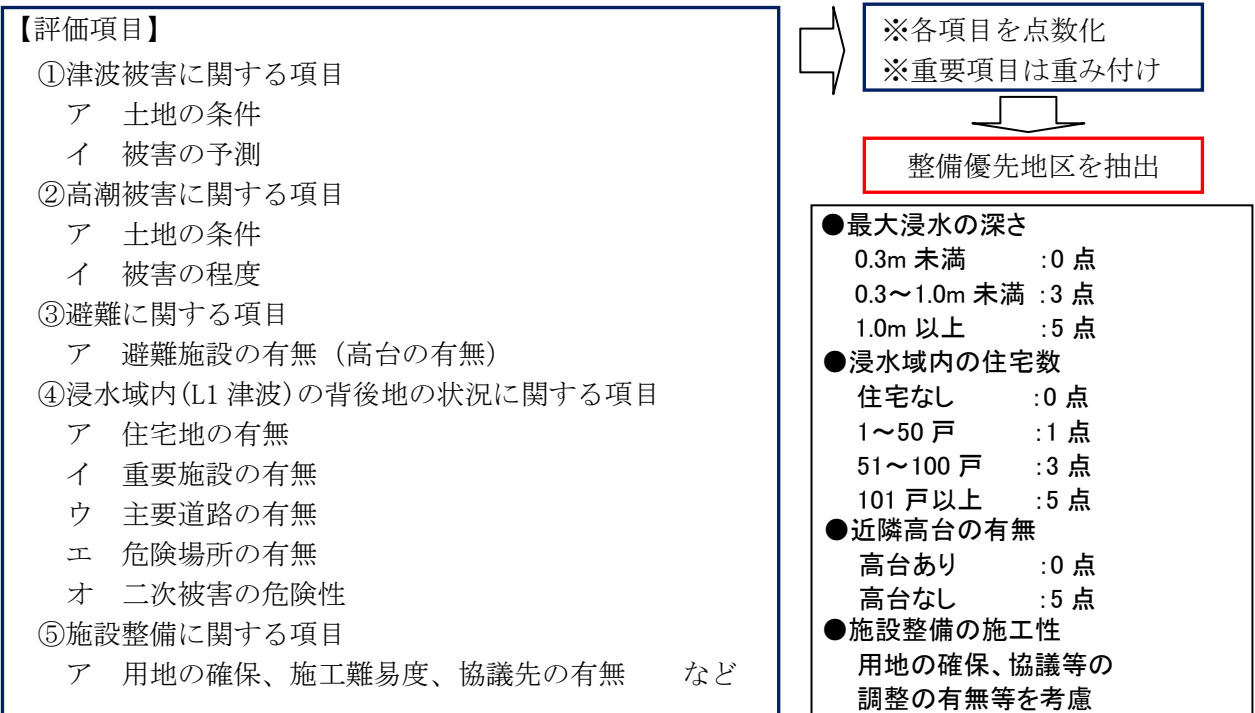 【評価項目】
①津波被害に関する項目
ア 土地の条件
イ 被害の予測
②高潮被害に関する項目
ア 土地の条件
イ 被害の程度
③避難に関する項目
ア 避難施設の有無（高台の有無）
④浸水域内(L1 津波)の背後地の状況に関する項目
ア 住宅地の有無
イ 重要施設の有無
ウ 主要道路の有無
エ 危険場所の有無
オ 二次被害の危険性
⑤施設整備に関する項目
ア 用地の確保、施工難易度、協議先の有無 など
※各項目を点数化
※重要項目は重み付け
整備優先地区を抽出
●最大浸水の深さ
0.3m 未満 :0 点
0.3～1.0m 未満 :3 点
1.0m 以上 :5 点
●浸水域内の住宅数
住宅なし :0 点
1～50 戸 :1 点
51～100 戸 :3 点
101 戸以上 :5 点
●近隣高台の有無
高台あり :0 点
高台なし :5 点
●施設整備の施工性
用地の確保、協議等の
調整の有無等を考慮